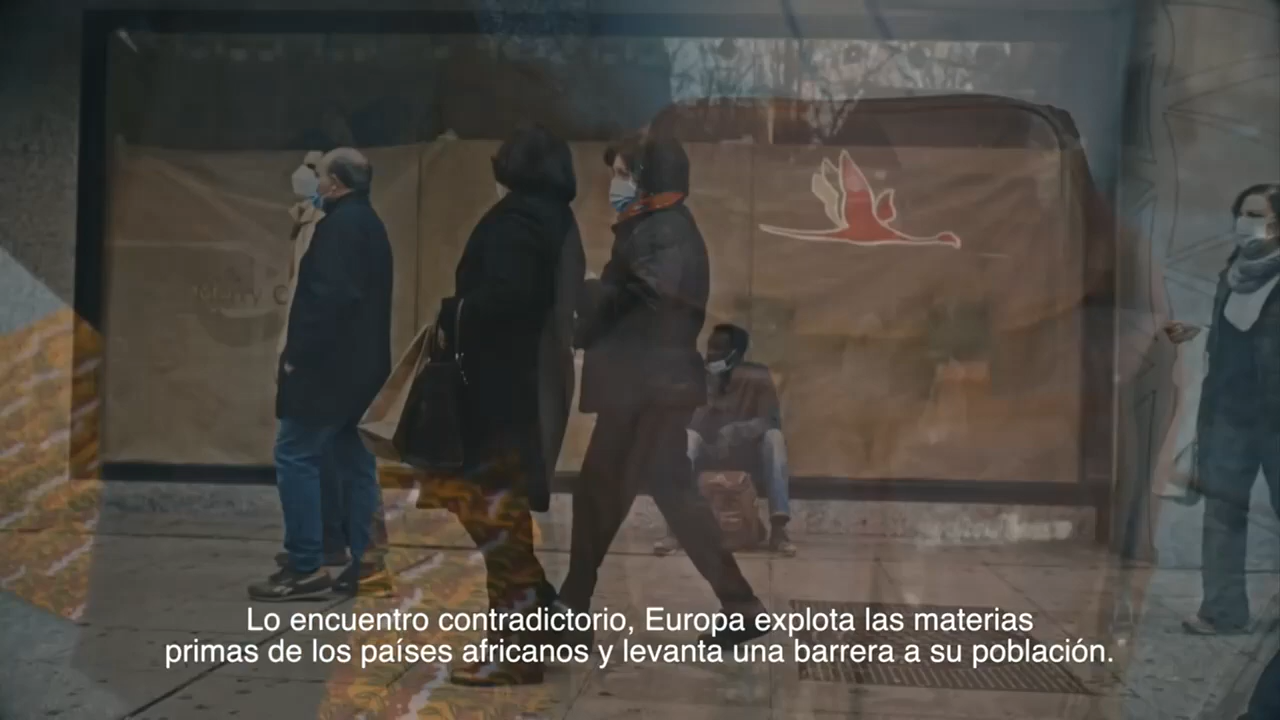 Lo encuentro contradictorio, Europa explota las materias
primas de los países africanos y levanta una barrera a su población.